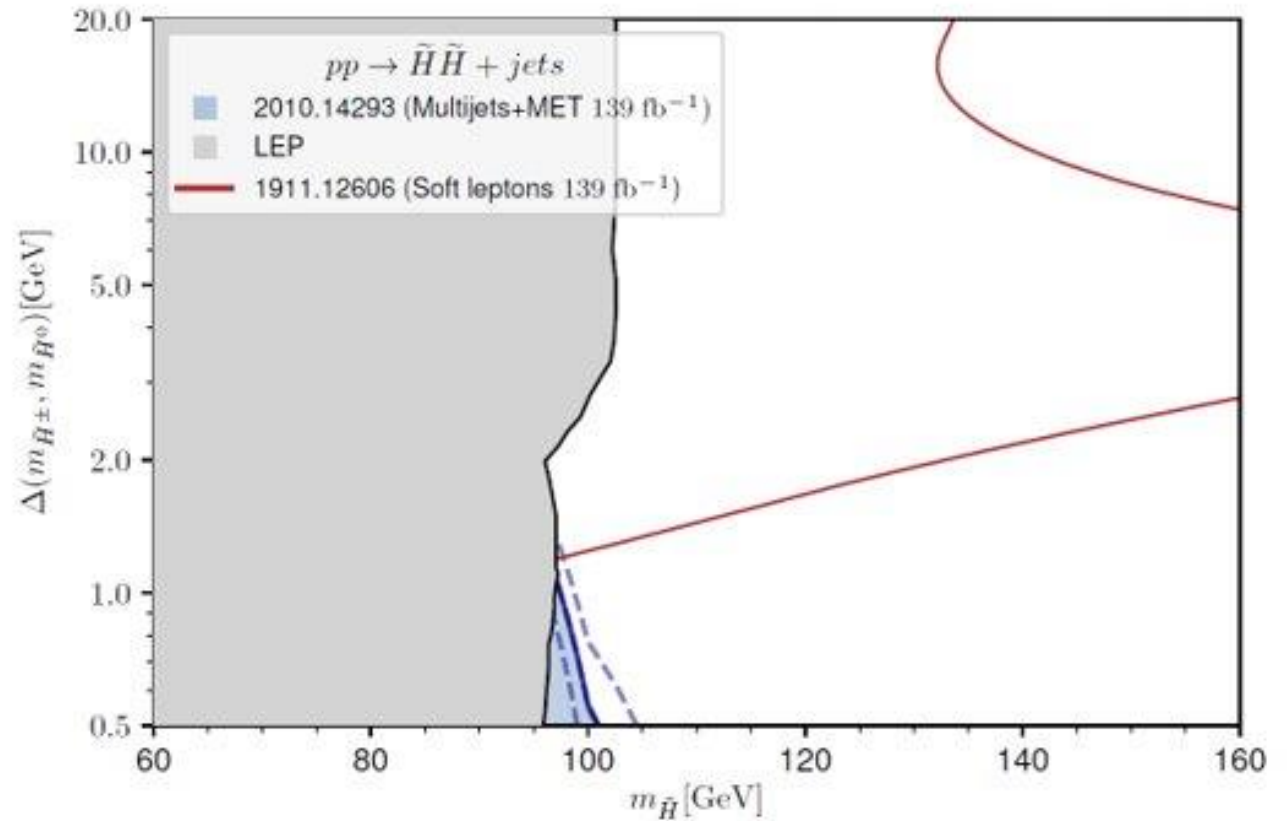 20.0
pp → H̃H̃ + jets
2010.14293 (Multijets+MET 139 fb⁻¹)
10.0
LEP
1911.12606 (Soft leptons 139 fb⁻¹)
5.0
Δ(m_H̃±, m_H̃⁰)[GeV]
2.0
1.0
0.5
60 80 100 120 140 160
m_H̃[GeV]